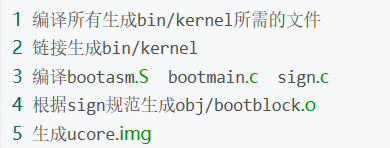 1 编译所有生成bin/kernel所需的文件
2 链接生成bin/kernel
3 编译bootasm.S  bootmain.c  sign.c
4 根据sign规范生成obj/bootblock.o
5 生成ucore.img